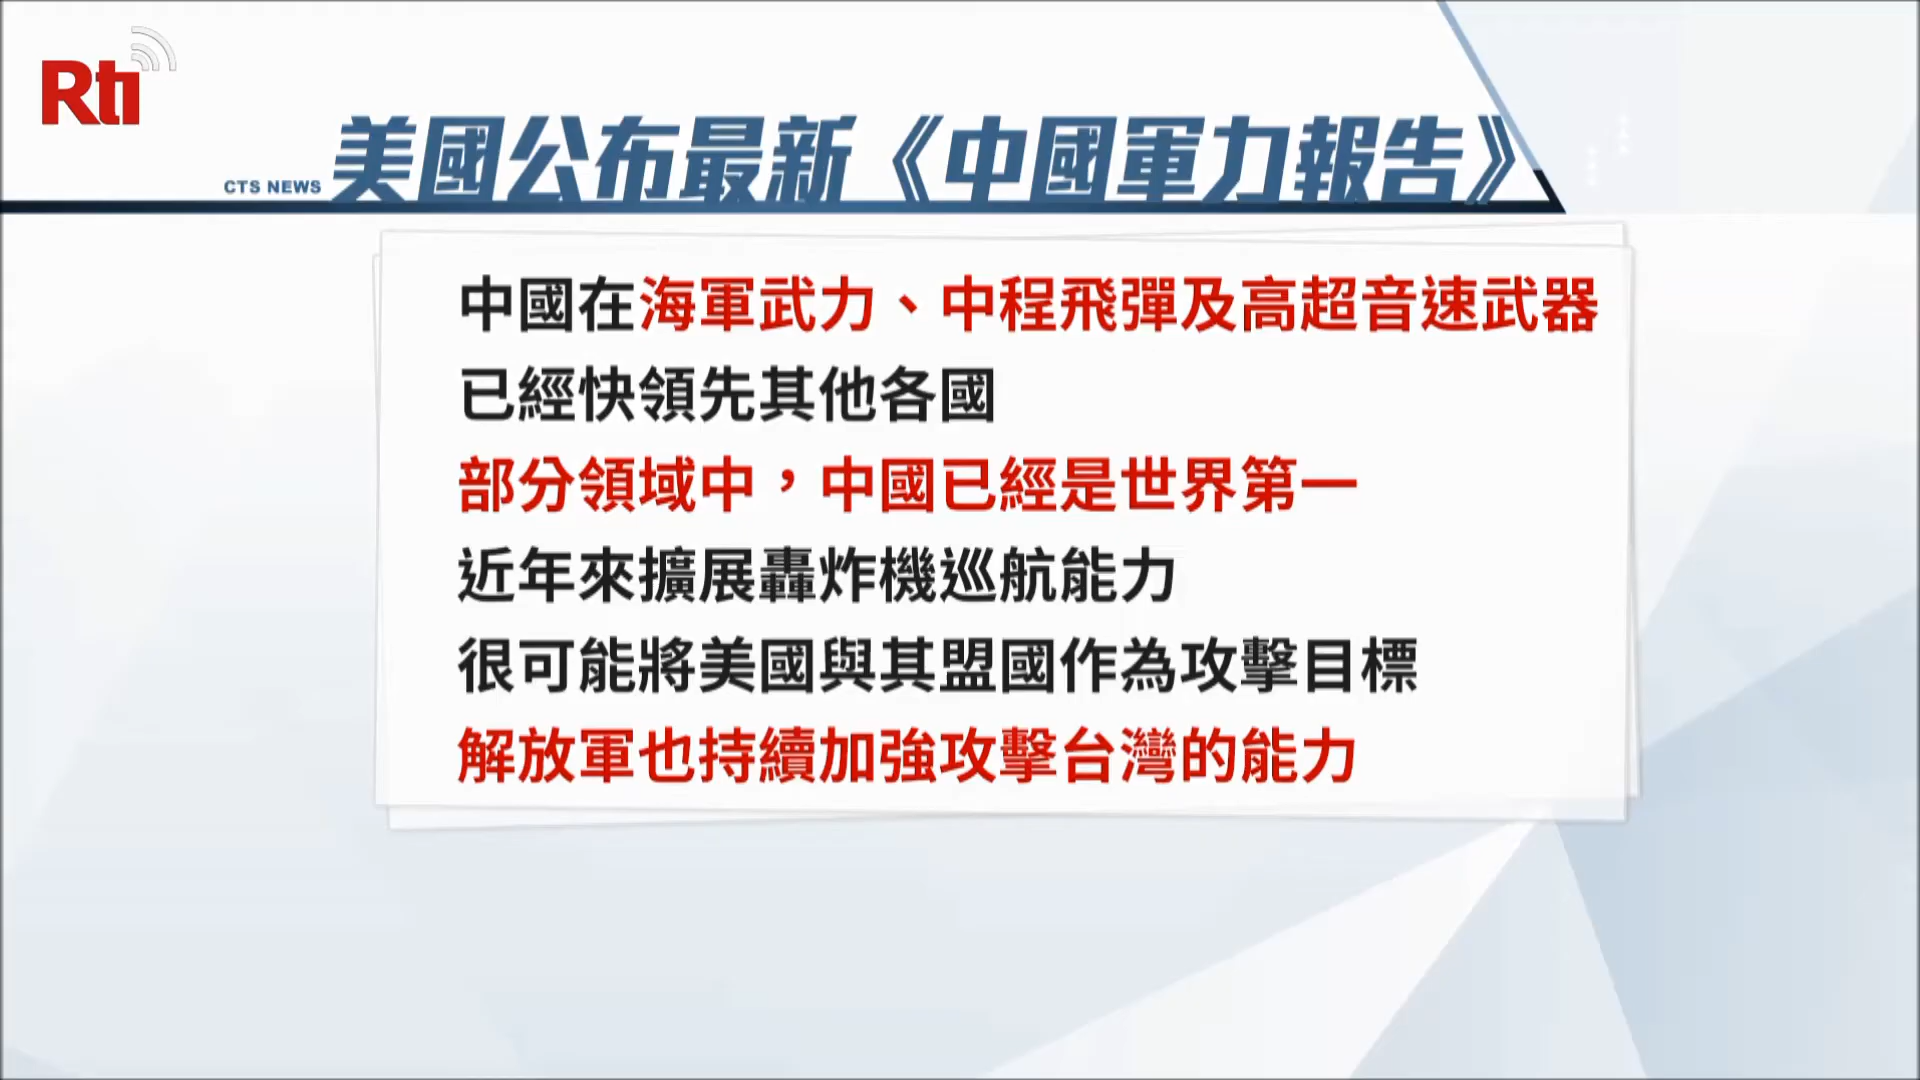 Rti
CTS NEWS 美國公布最新《中國軍力報告》
中國在海軍武力、中程飛彈及高超音速武器
已經快領先其他各國
部分領域中，中國已經是世界第一
近年來擴展轟炸機巡航能力
很可能將美國與其盟國作為攻擊目標
解放軍也持續加強攻擊台灣的能力